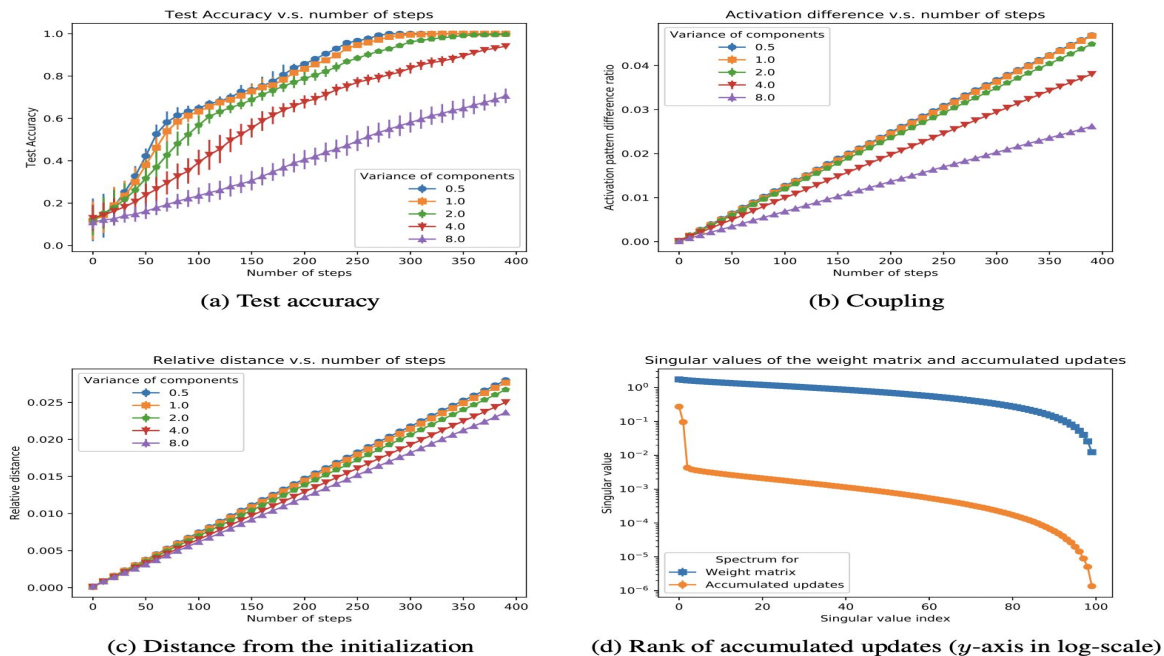 Test Accuracy v.s. number of steps
Test Accuracy
1.0
0.8
0.6
0.4
0.2
0.0
Variance of components
0.5
1.0
2.0
4.0
8.0
0 50 100 150 200 250 300 350 400
Number of steps
(a) Test accuracy
Activation difference v.s. number of steps
Activation pattern difference ratio
0.04
0.03
0.02
0.01
0.00
Variance of components
0.5
1.0
2.0
4.0
8.0
0 50 100 150 200 250 300 350 400
Number of steps
(b) Coupling
Relative distance v.s. number of steps
Relative distance
0.025
0.020
0.015
0.010
0.005
0.000
Variance of components
0.5
1.0
2.0
4.0
8.0
0 50 100 150 200 250 300 350 400
Number of steps
(c) Distance from the initialization
Singular values of the weight matrix and accumulated updates
Singular value
10⁰
10⁻¹
10⁻²
10⁻³
10⁻⁴
10⁻⁵
10⁻⁶
Spectrum for
Weight matrix
Accumulated updates
0 20 40 60 80 100
Singular value index
(d) Rank of accumulated updates (y-axis in log-scale)